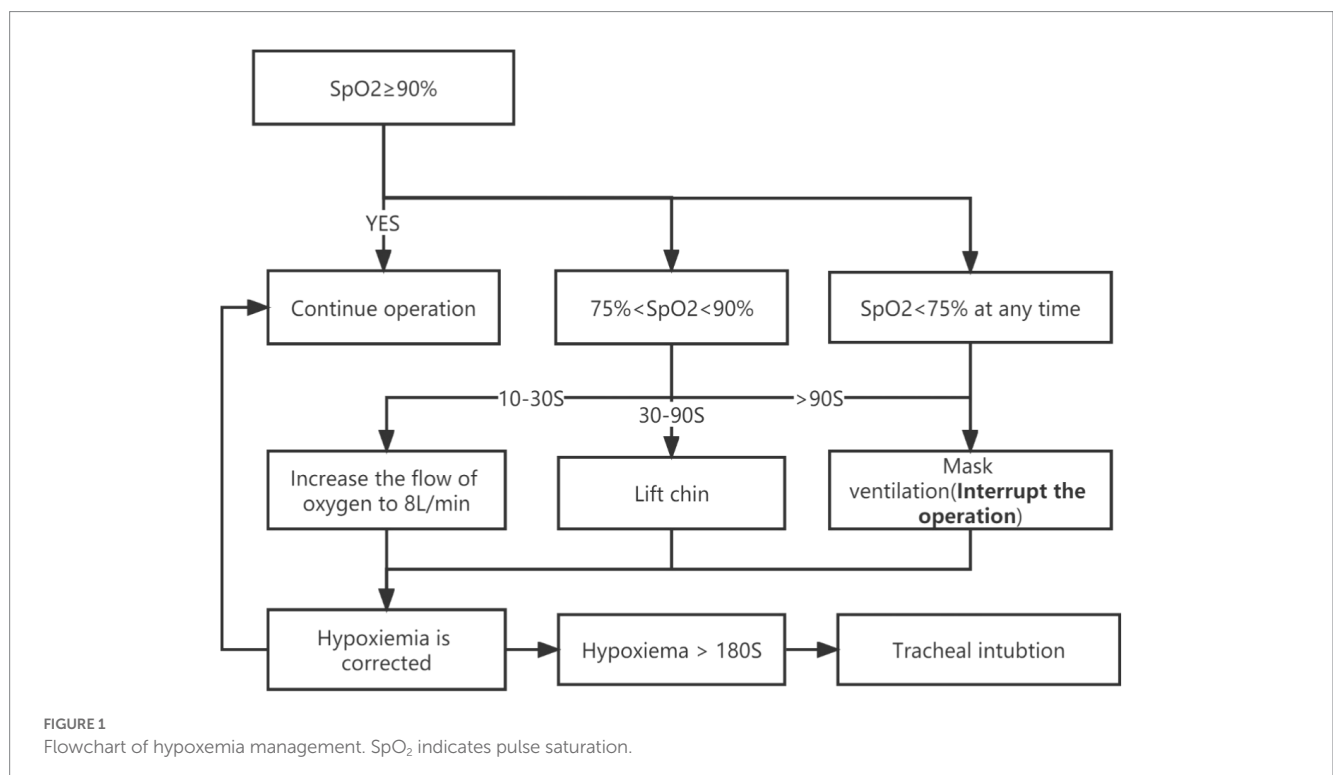 SpO2≥90%
YES
Continue operation
75%<SpO2<90%
SpO2<75% at any time
10-30S
30-90S
>90S
Increase the flow of
oxygen to 8L/min
Lift chin
Mask
ventilation(Interrupt the
operation)
Hypoxiemia is
corrected
Hypoxiema > 180S
Tracheal intubtion
FIGURE 1
Flowchart of hypoxemia management. SpO₂ indicates pulse saturation.